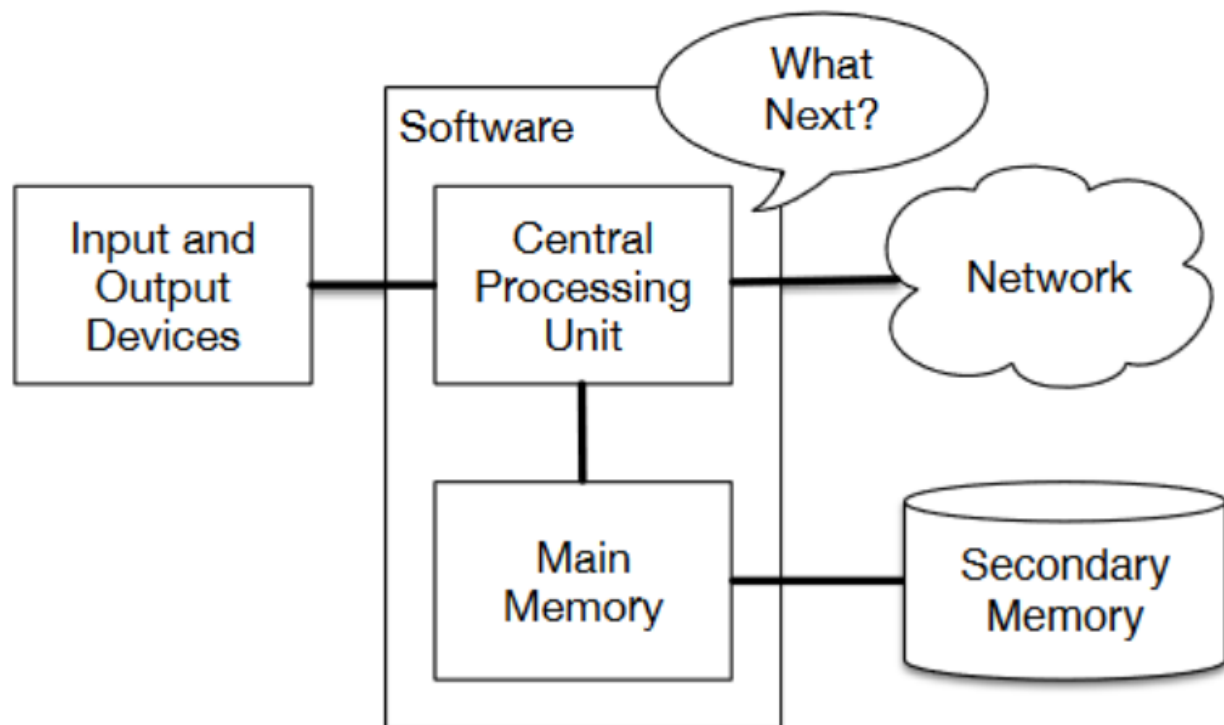 What
Next?
Software
Input and
Output
Devices
Central
Processing
Unit
Network
Main
Memory
Secondary
Memory